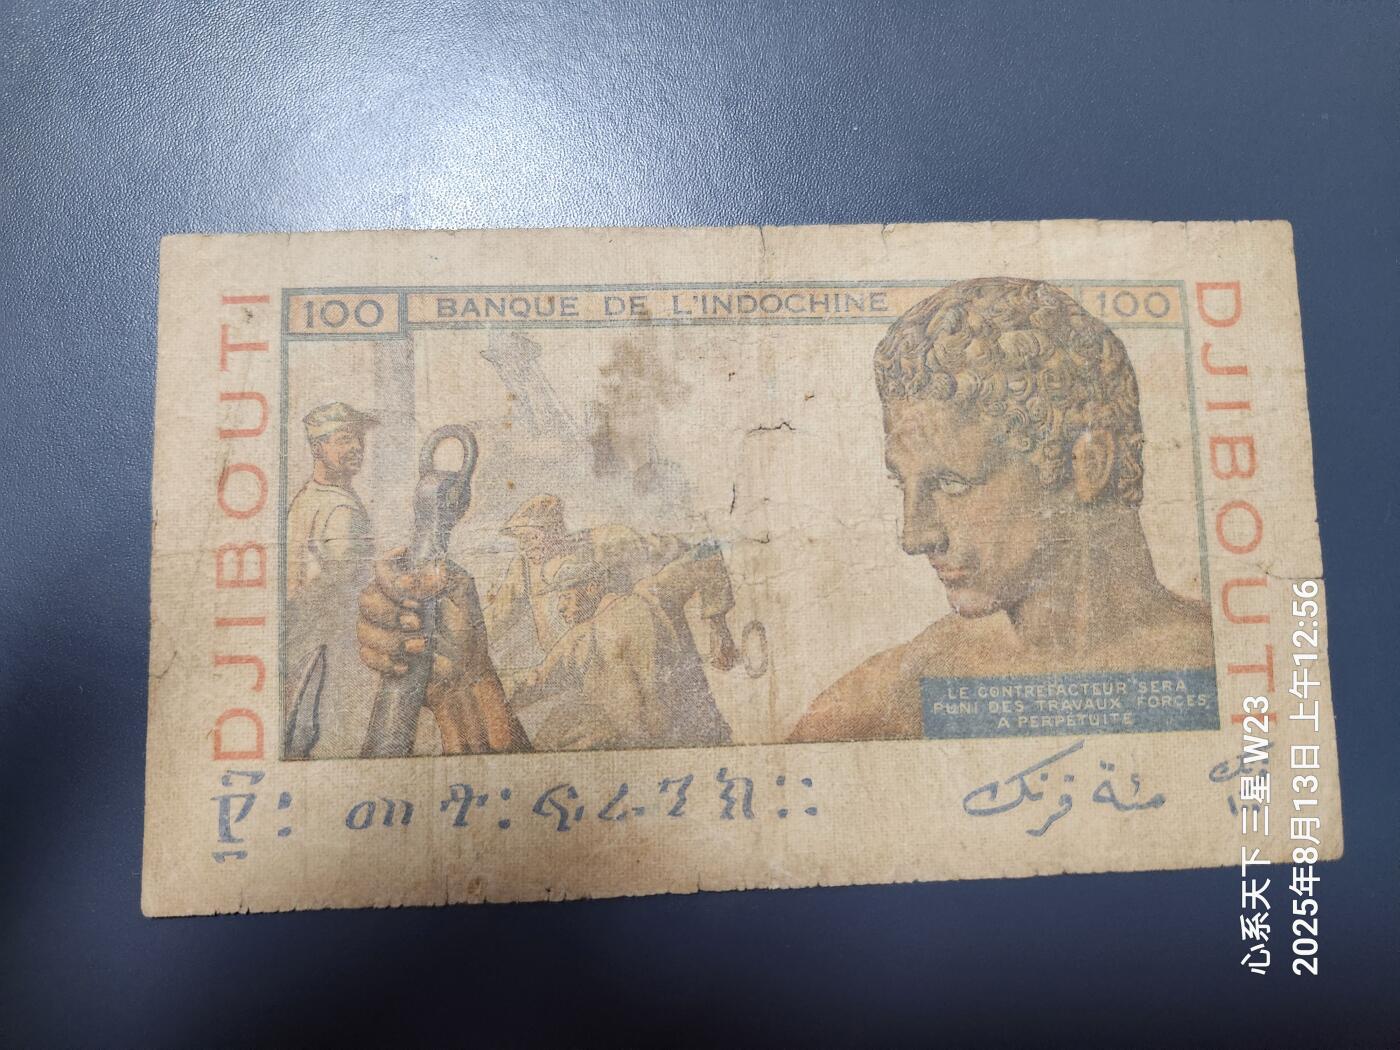 DJIBOUTI
100
BANQUE DE L'INDOCHINE
100
DJIBOUTI
LE CONTREFACTEUR SERA
PUNI DES TRAVAUX FORCES
A PERPÉTUITÉ
፻፡ መቶ፡ ፍራንክ።
مئة فرنك
心系天下 三星 W23
2025年8月13日 上午12:56